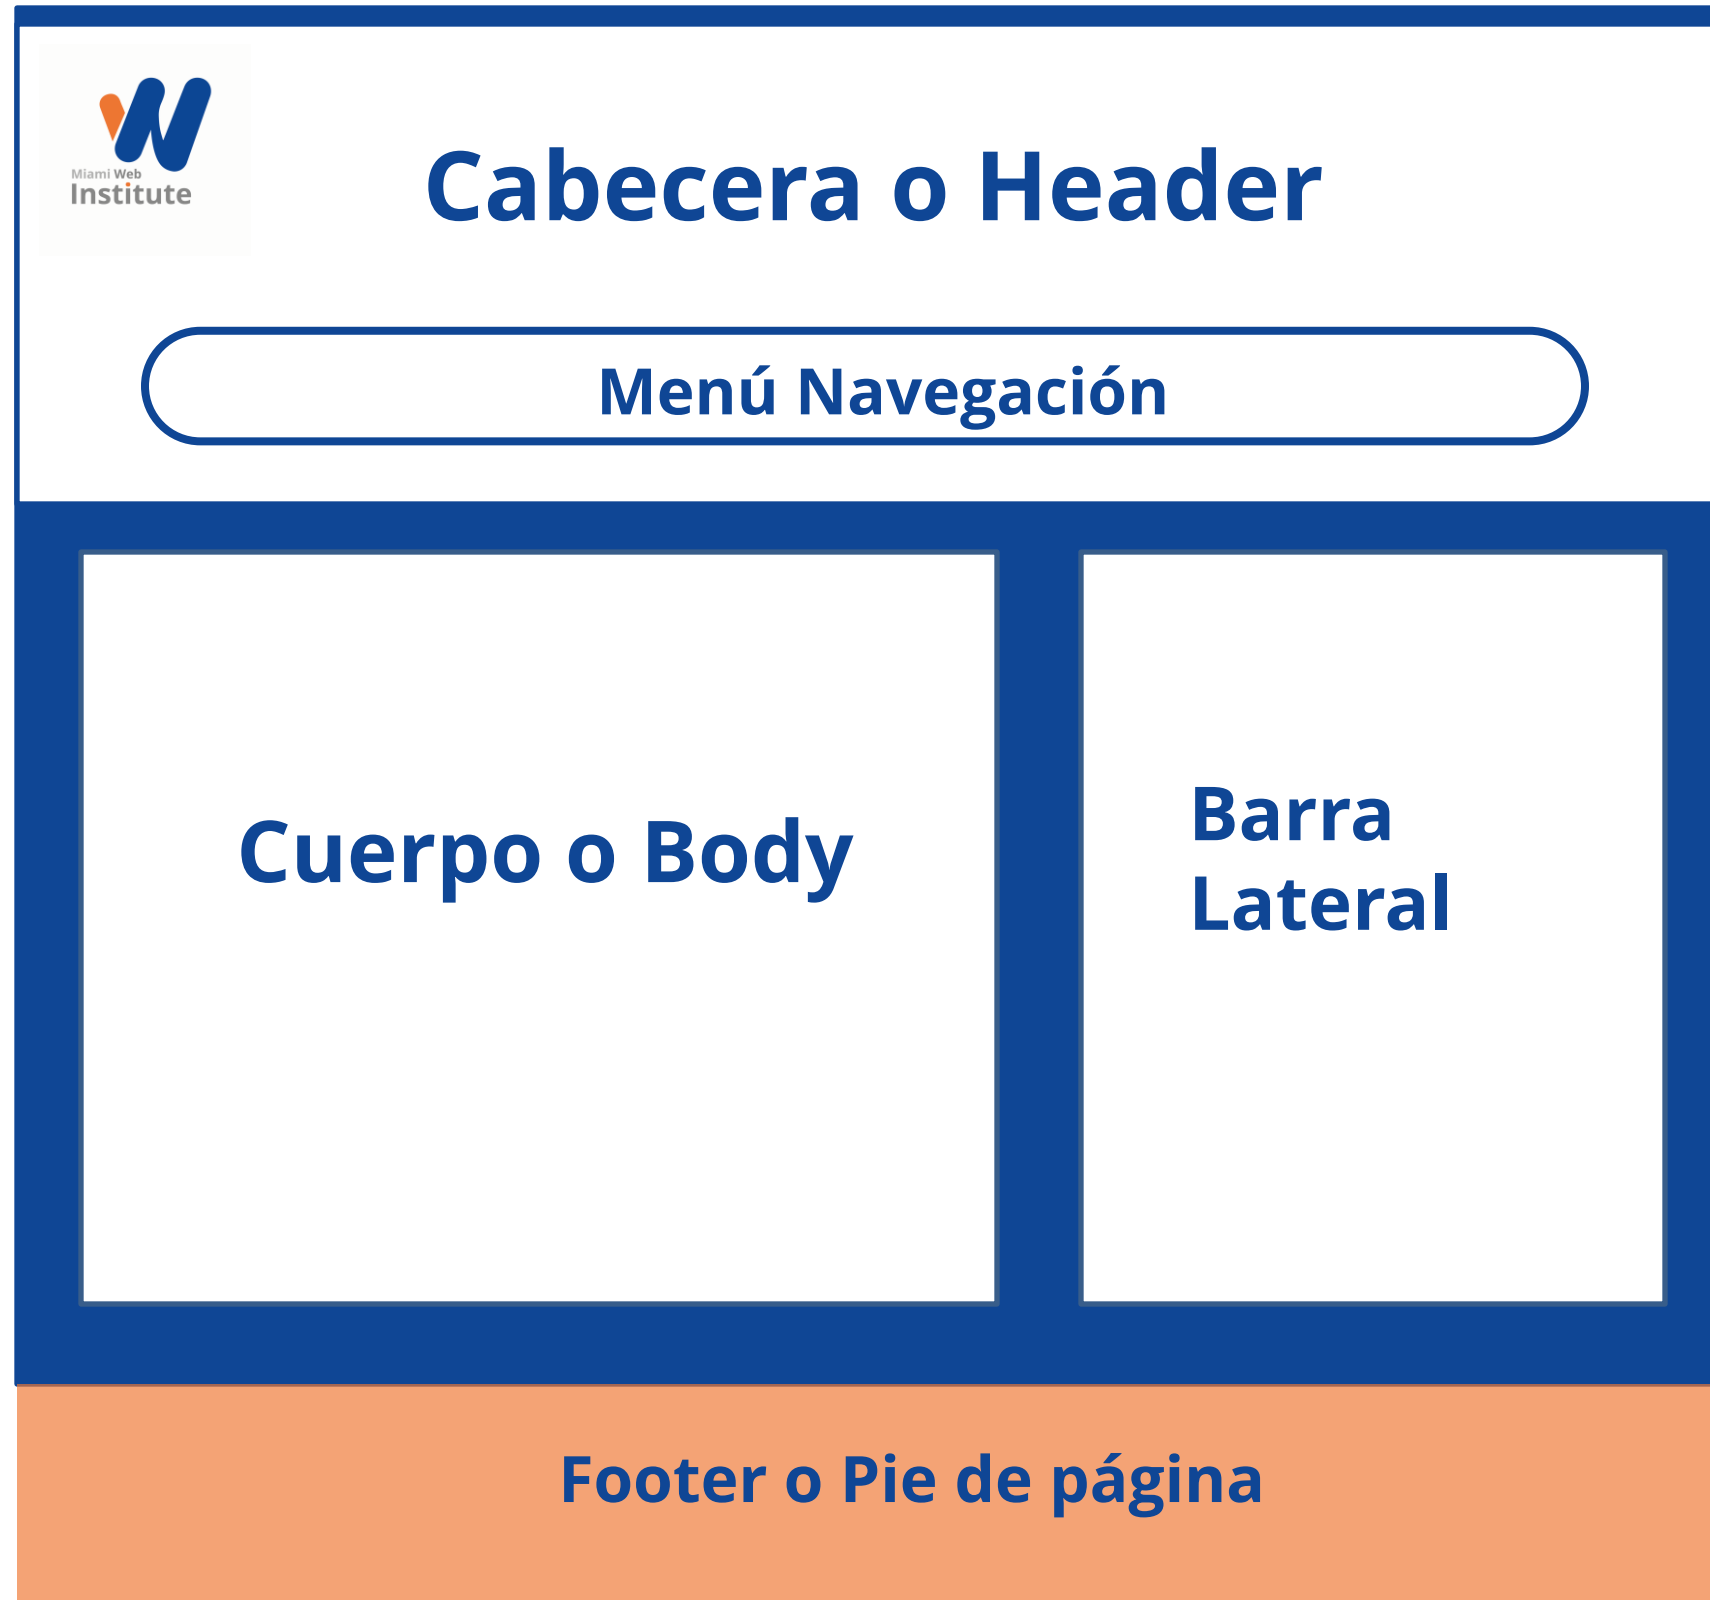 Miami Web
Institute
Cabecera o Header
Menú Navegación
Cuerpo o Body
Barra
Lateral
Footer o Pie de página